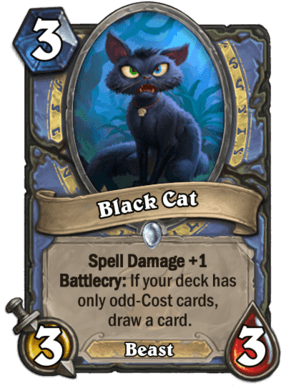 3
Black Cat
Spell Damage +1
Battlecry: If your deck has
only odd-Cost cards,
draw a card.
3
Beast
3